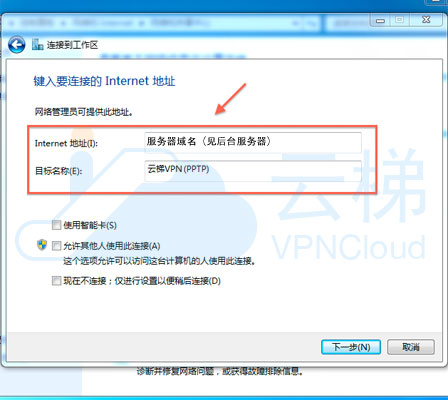 连接到工作区
键入要连接的 Internet 地址
网络管理员可提供此地址。
Internet 地址(I):
服务器域名（见后台服务器）
目标名称(E):
云梯VPN (PPTP)
云梯
VPNCloud
使用智能卡(S)
允许其他人使用此连接(A)
这个选项允许可以访问这台计算机的人使用此连接。
现在不连接；仅进行设置以便稍后连接(D)
下一步(N)
取消
诊断并修复网络问题，或获得故障排除信息。